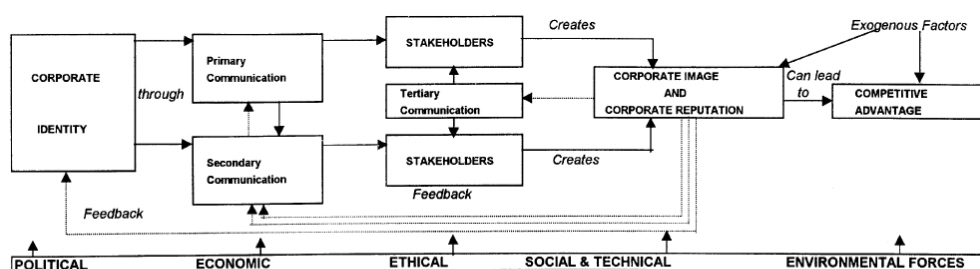 Creates
Exogenous Factors
STAKEHOLDERS
Primary
Communication
CORPORATE
IDENTITY
through
Tertiary
Communication
CORPORATE IMAGE
AND
CORPORATE REPUTATION
Can lead
to
COMPETITIVE
ADVANTAGE
Secondary
Communication
STAKEHOLDERS
Creates
Feedback
Feedback
POLITICAL ECONOMIC ETHICAL SOCIAL & TECHNICAL ENVIRONMENTAL FORCES